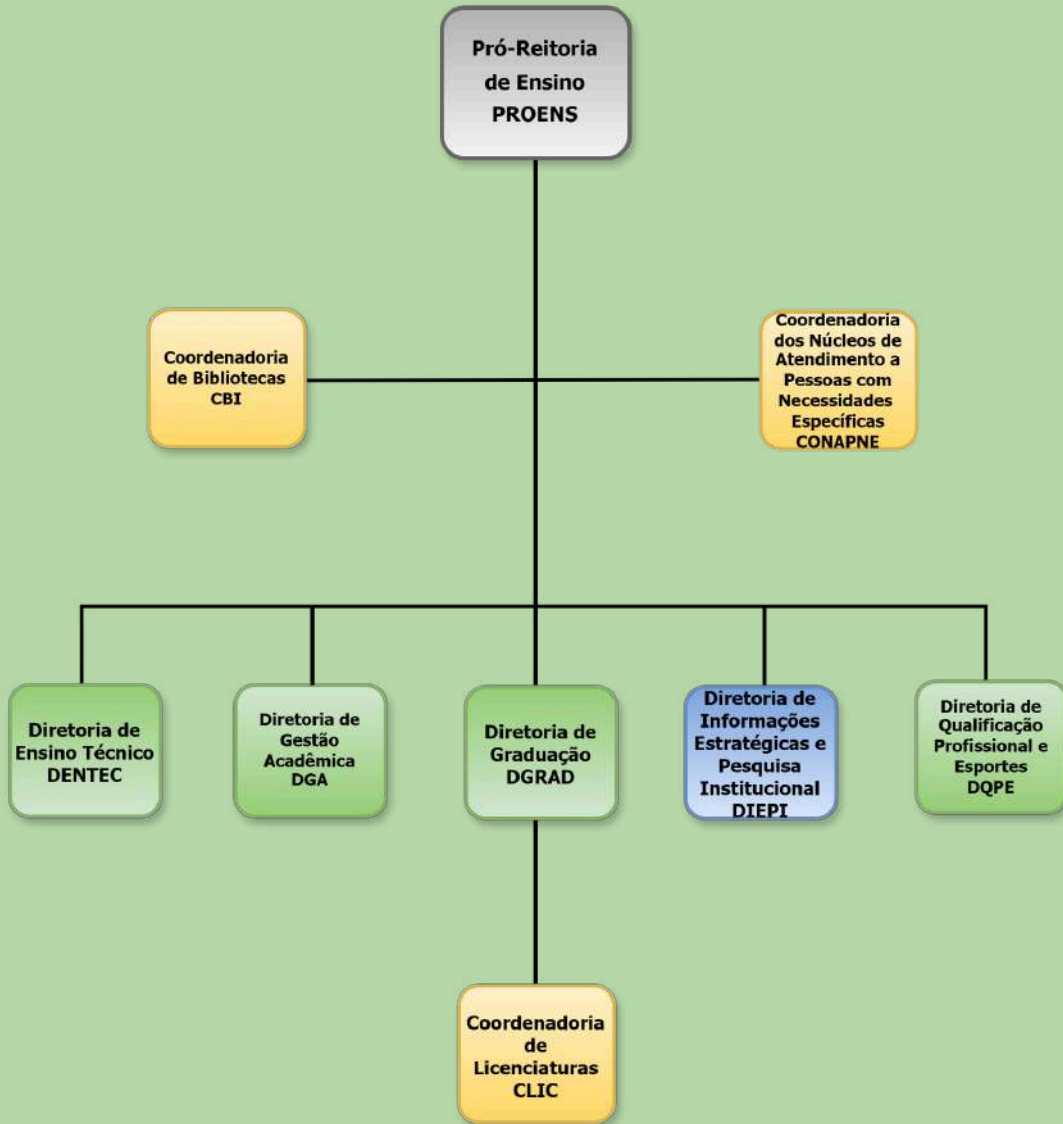 Pró-Reitoria
de Ensino
PROENS
Coordenadoria
de Bibliotecas
CBI
Coordenadoria
dos Núcleos de
Atendimento a
Pessoas com
Necessidades
Específicas
CONAPNE
Diretoria de
Ensino Técnico
DENTEC
Diretoria de
Gestão
Acadêmica
DGA
Diretoria de
Graduação
DGRAD
Diretoria de
Informações
Estratégicas e
Pesquisa
Institucional
DIEPI
Diretoria de
Qualificação
Profissional e
Esportes
DQPE
Coordenadoria
de
Licenciaturas
CLIC